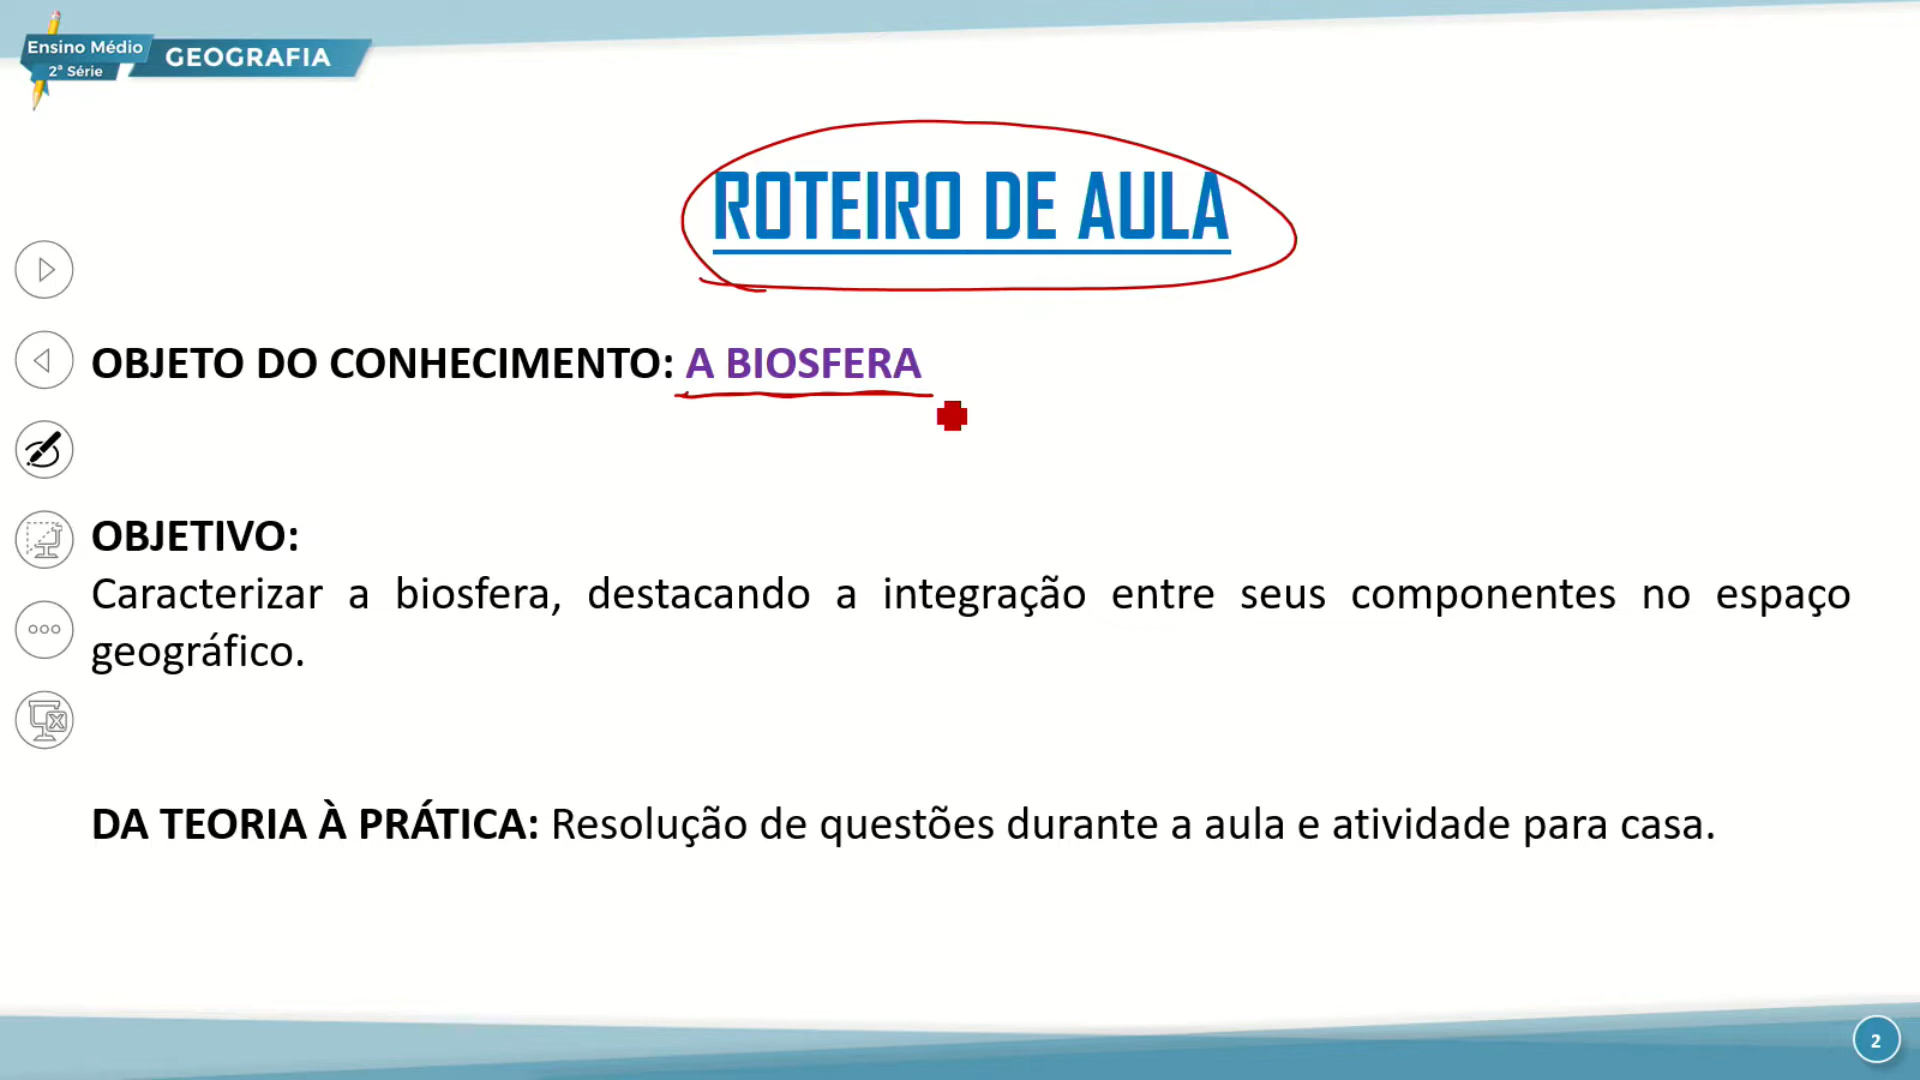 Ensino Médio
2ª Série
GEOGRAFIA
ROTEIRO DE AULA
OBJETO DO CONHECIMENTO: A BIOSFERA
OBJETIVO:
Caracterizar a biosfera, destacando a integração entre seus componentes no espaço
geográfico.
DA TEORIA À PRÁTICA: Resolução de questões durante a aula e atividade para casa.
2